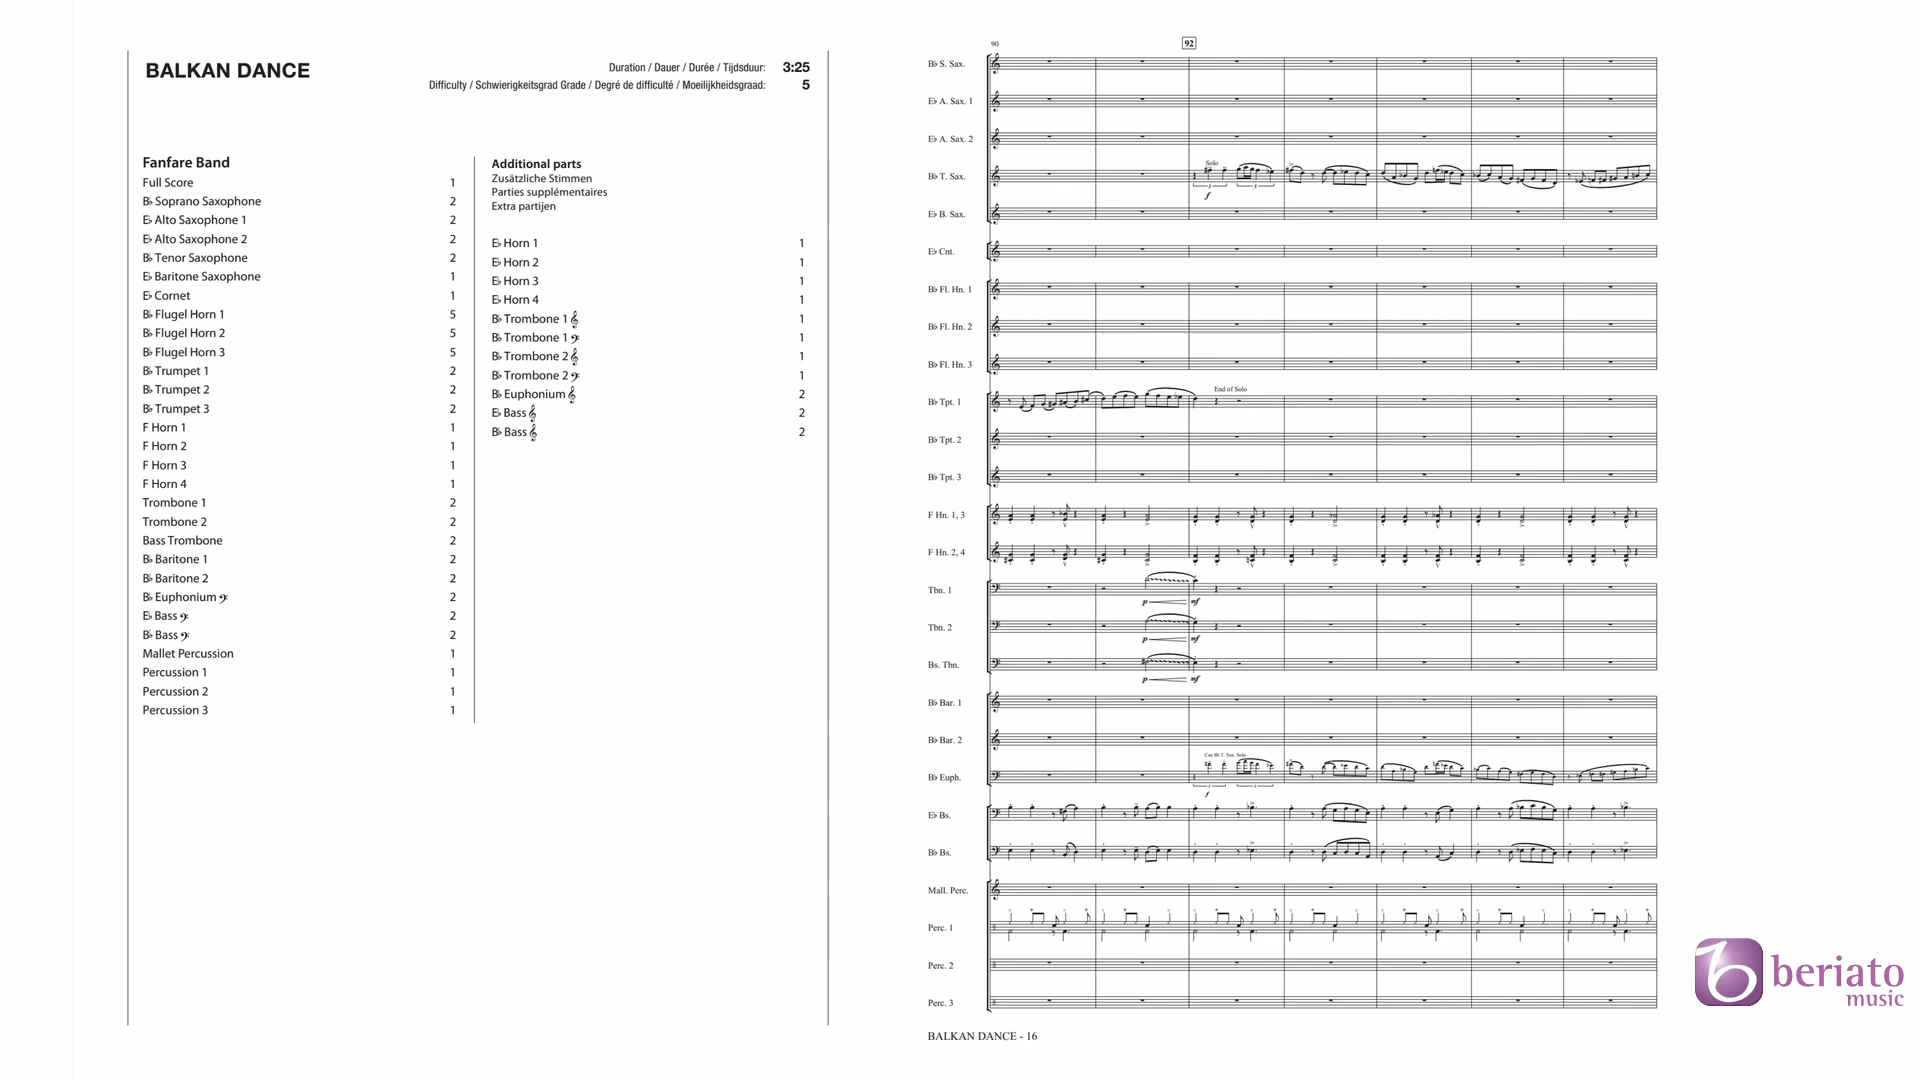 BALKAN DANCE
Duration / Dauer / Durée / Tijdsduur: 3:25
Difficulty / Schwierigkeitsgrad Grade / Degré de difficulté / Moeilijkheidsgraad: 5
Fanfare Band
Full Score 1
B♭ Soprano Saxophone 2
E♭ Alto Saxophone 1 2
E♭ Alto Saxophone 2 2
B♭ Tenor Saxophone 2
E♭ Baritone Saxophone 1
E♭ Cornet 1
B♭ Flugel Horn 1 5
B♭ Flugel Horn 2 5
B♭ Flugel Horn 3 5
B♭ Trumpet 1 2
B♭ Trumpet 2 2
B♭ Trumpet 3 2
F Horn 1 1
F Horn 2 1
F Horn 3 1
F Horn 4 1
Trombone 1 2
Trombone 2 2
Bass Trombone 2
B♭ Baritone 1 2
B♭ Baritone 2 2
B♭ Euphonium 𝄢 2
E♭ Bass 𝄢 2
B♭ Bass 𝄢 2
Mallet Percussion 1
Percussion 1 1
Percussion 2 1
Percussion 3 1
Additional parts
Zusätzliche Stimmen
Parties supplémentaires
Extra partijen
E♭ Horn 1 1
E♭ Horn 2 1
E♭ Horn 3 1
E♭ Horn 4 1
B♭ Trombone 1 𝄞 1
B♭ Trombone 1 𝄢 1
B♭ Trombone 2 𝄞 1
B♭ Trombone 2 𝄢 1
B♭ Euphonium 𝄞 2
E♭ Bass 𝄞 2
B♭ Bass 𝄞 2
90 92
B♭ S. Sax.
E♭ A. Sax. 1
E♭ A. Sax. 2
Solo
B♭ T. Sax.
3 3
f
E♭ B. Sax.
E♭ Cnt.
B♭ Fl. Hn. 1
B♭ Fl. Hn. 2
B♭ Fl. Hn. 3
End of Solo
B♭ Tpt. 1
B♭ Tpt. 2
B♭ Tpt. 3
F Hn. 1, 3
F Hn. 2, 4
Tbn. 1
p mf
Tbn. 2
p mf
Bs. Tbn.
p mf
B♭ Bar. 1
B♭ Bar. 2
Cue B♭ T. Sax. Solo
B♭ Euph.
3 3
f
E♭ Bs.
B♭ Bs.
Mall. Perc.
Perc. 1
Perc. 2
Perc. 3
BALKAN DANCE - 16
beriato
music